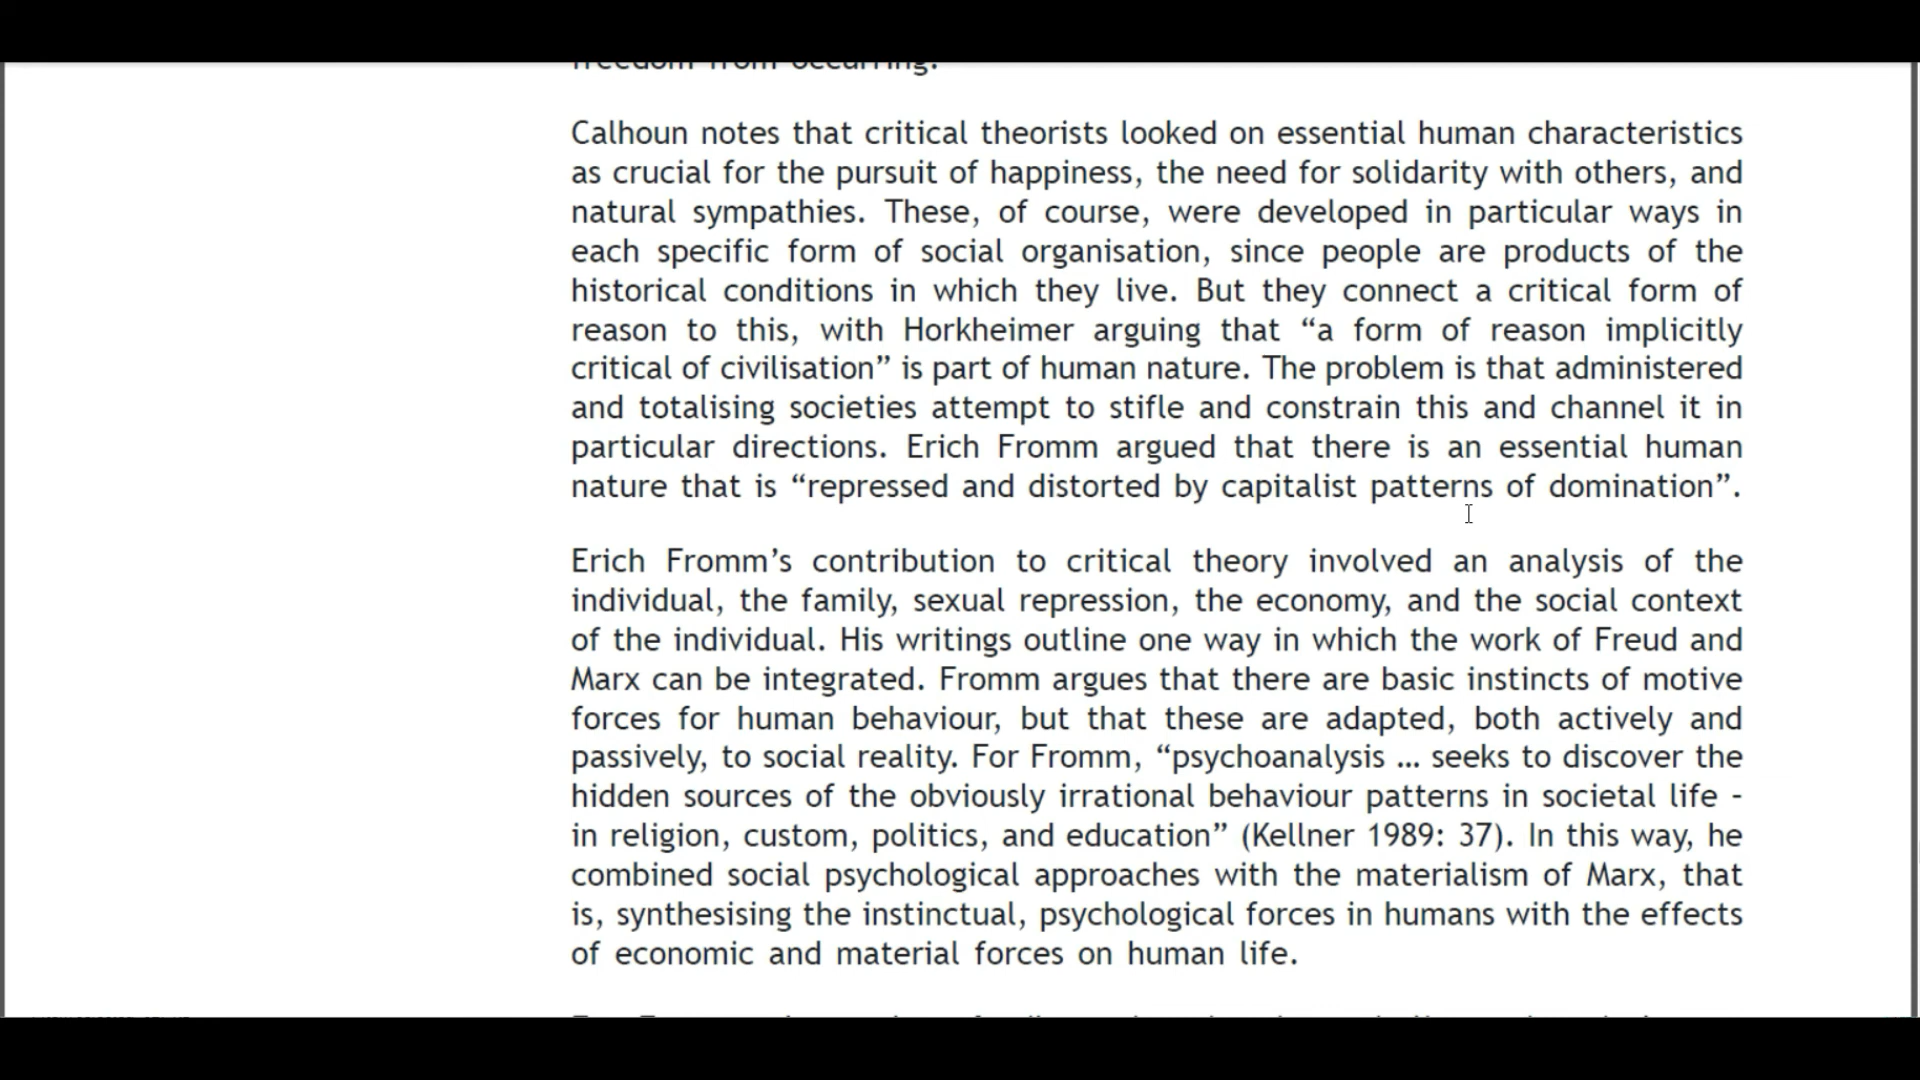 freedom from occurring.
Calhoun notes that critical theorists looked on essential human characteristics
as crucial for the pursuit of happiness, the need for solidarity with others, and
natural sympathies. These, of course, were developed in particular ways in
each specific form of social organisation, since people are products of the
historical conditions in which they live. But they connect a critical form of
reason to this, with Horkheimer arguing that “a form of reason implicitly
critical of civilisation” is part of human nature. The problem is that administered
and totalising societies attempt to stifle and constrain this and channel it in
particular directions. Erich Fromm argued that there is an essential human
nature that is “repressed and distorted by capitalist patterns of domination”.
Erich Fromm’s contribution to critical theory involved an analysis of the
individual, the family, sexual repression, the economy, and the social context
of the individual. His writings outline one way in which the work of Freud and
Marx can be integrated. Fromm argues that there are basic instincts of motive
forces for human behaviour, but that these are adapted, both actively and
passively, to social reality. For Fromm, “psychoanalysis … seeks to discover the
hidden sources of the obviously irrational behaviour patterns in societal life -
in religion, custom, politics, and education” (Kellner 1989: 37). In this way, he
combined social psychological approaches with the materialism of Marx, that
is, synthesising the instinctual, psychological forces in humans with the effects
of economic and material forces on human life.